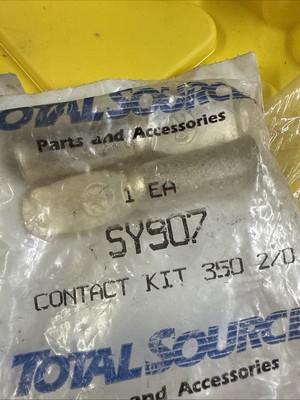 TOTALSOURCE
Parts and Accessories
1 EA
SY907
CONTACT KIT 350 2/0
TOTALSOURCE
and Accessories